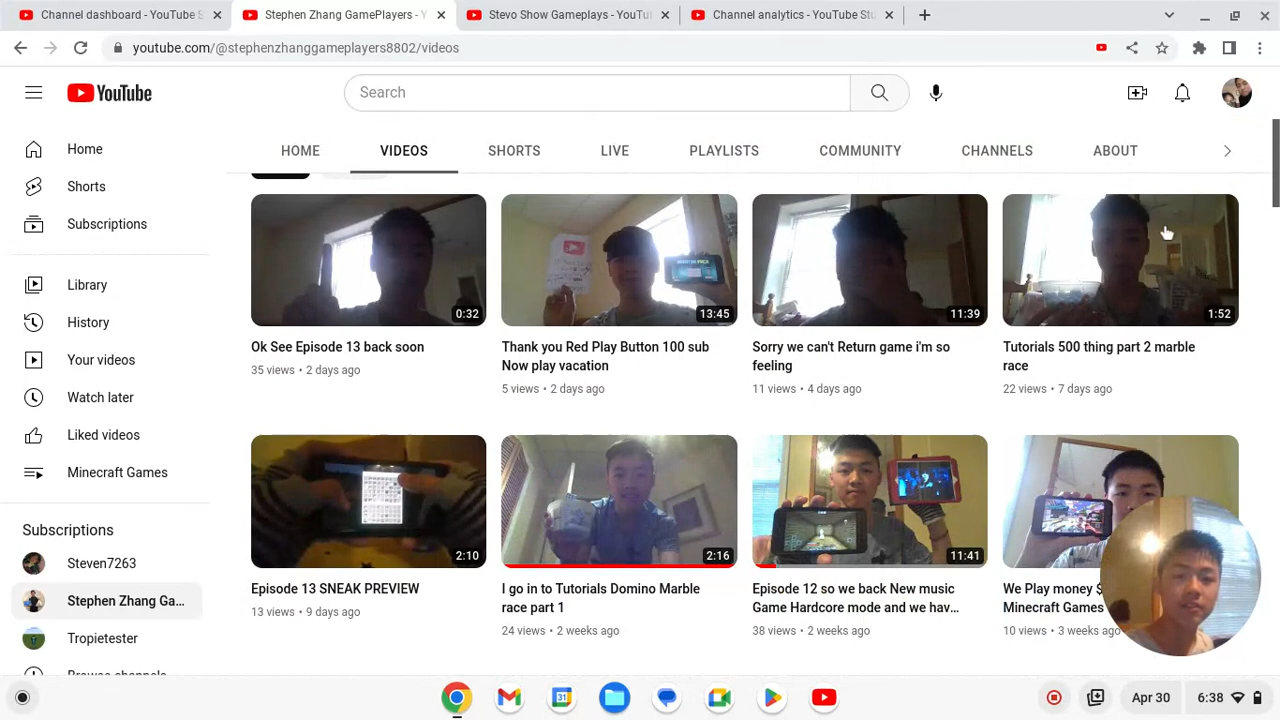 Channel dashboard - YouTube S
Stephen Zhang GamePlayers - Y
Stevo Show Gameplays - YouTu
Channel analytics - YouTube Stu
youtube.com/@stephenzhanggameplayers8802/videos
YouTube
Search
HOME
VIDEOS
SHORTS
LIVE
PLAYLISTS
COMMUNITY
CHANNELS
ABOUT
Home
Shorts
Subscriptions
Library
History
Your videos
Watch later
Liked videos
Minecraft Games
Subscriptions
Steven7263
Stephen Zhang Ga...
Tropietester
0:32
13:45
11:39
1:52
Ok See Episode 13 back soon
35 views • 2 days ago
Thank you Red Play Button 100 sub
Now play vacation
5 views • 2 days ago
Sorry we can't Return game i'm so
feeling
11 views • 4 days ago
Tutorials 500 thing part 2 marble
race
22 views • 7 days ago
2:10
2:16
11:41
Episode 13 SNEAK PREVIEW
13 views • 9 days ago
I go in to Tutorials Domino Marble
race part 1
24 views • 2 weeks ago
Episode 12 so we back New music
Game Hardcore mode and we hav...
38 views • 2 weeks ago
We Play money $
Minecraft Games
10 views • 3 weeks ago
31
Apr 30
6:38